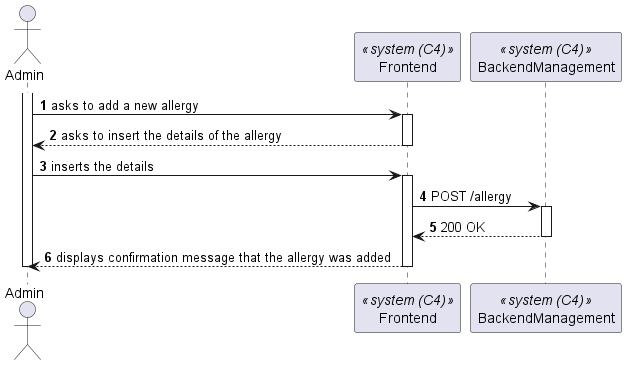 Admin
«system (C4)»
Frontend
«system (C4)»
BackendManagement
1 asks to add a new allergy
2 asks to insert the details of the allergy
3 inserts the details
4 POST /allergy
5 200 OK
6 displays confirmation message that the allergy was added
Admin
«system (C4)»
Frontend
«system (C4)»
BackendManagement